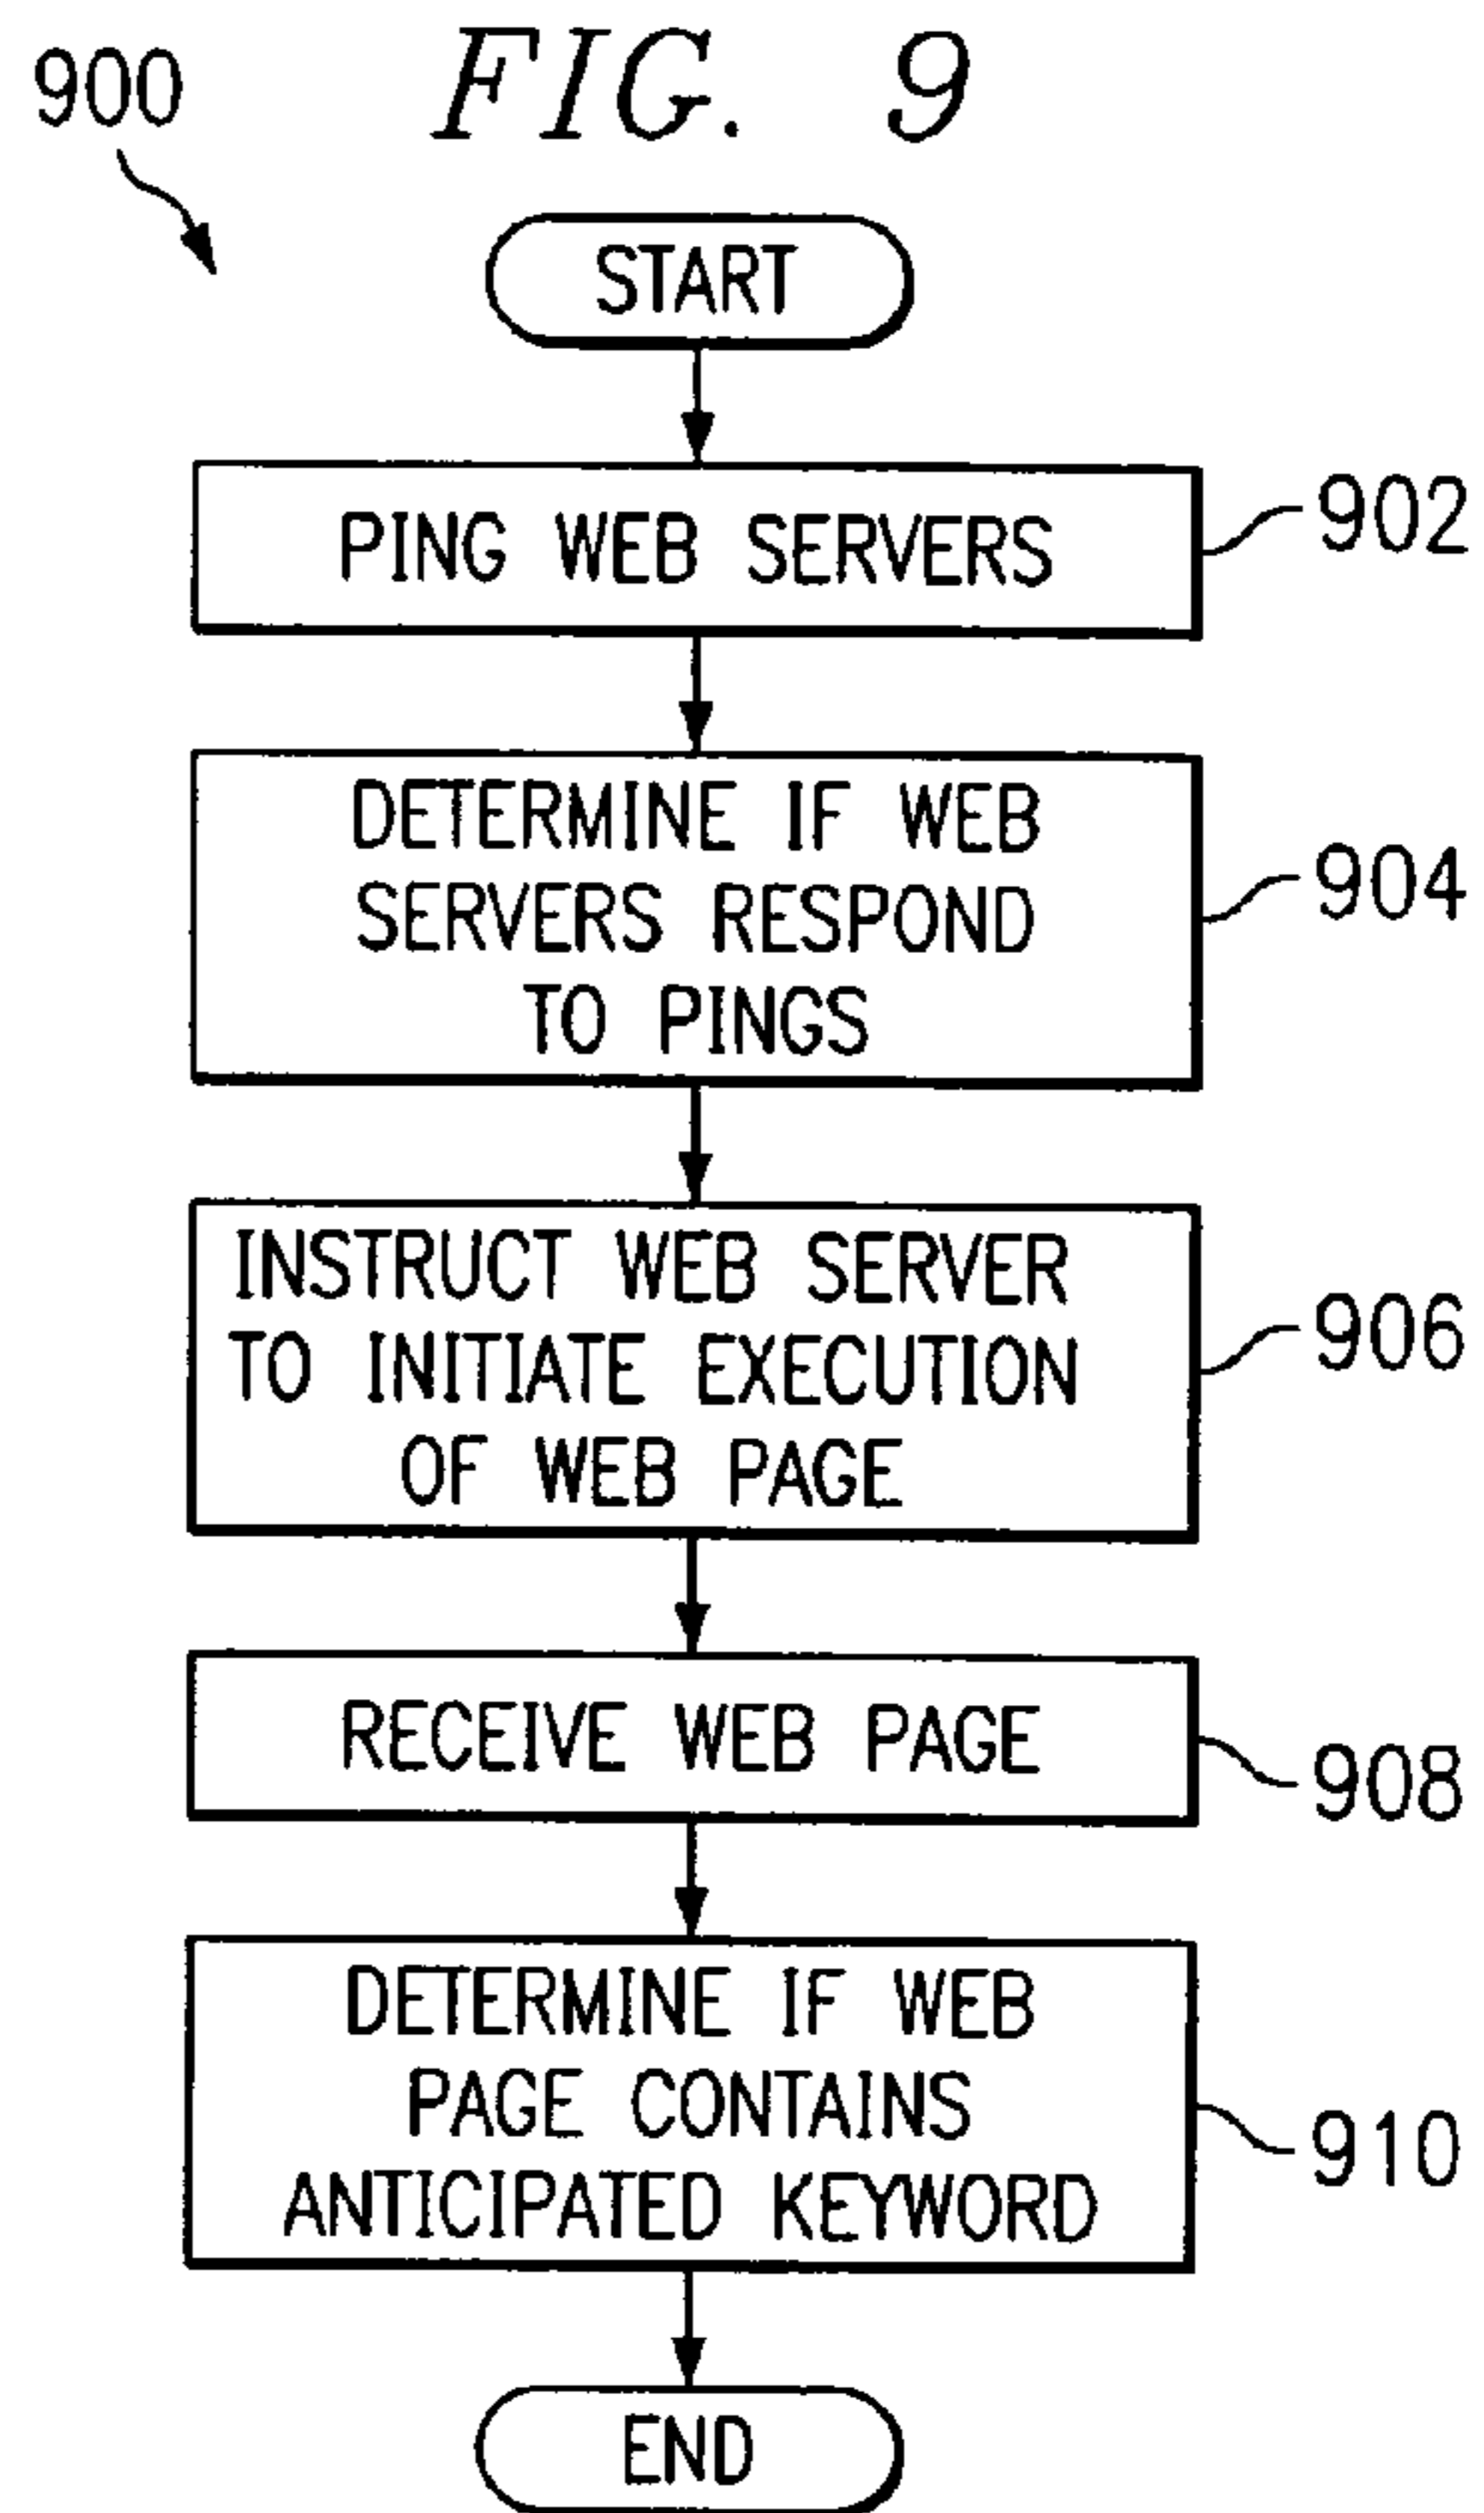 900
FIG. 9
START
PING WEB SERVERS
902
DETERMINE IF WEB
SERVERS RESPOND
TO PINGS
904
INSTRUCT WEB SERVER
TO INITIATE EXECUTION
OF WEB PAGE
906
RECEIVE WEB PAGE
908
DETERMINE IF WEB
PAGE CONTAINS
ANTICIPATED KEYWORD
910
END